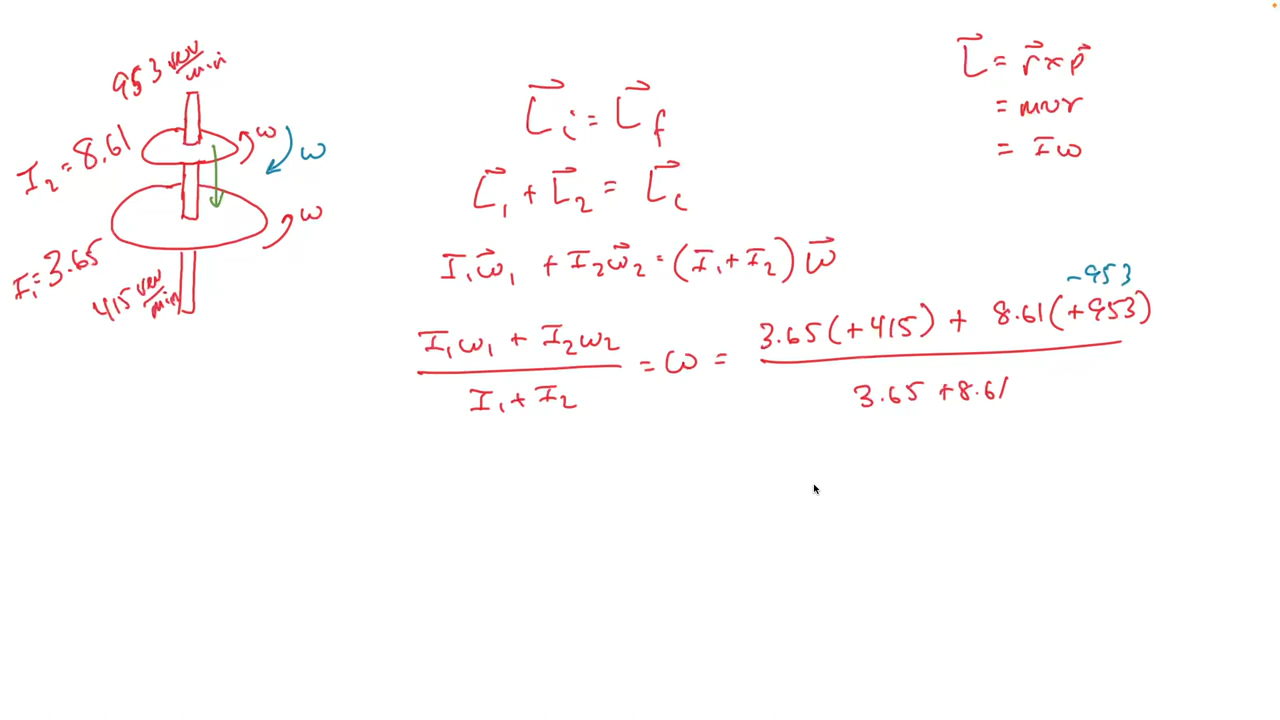 953 rev/min
I₂ = 8.61
ω
ω
ω
I₁ = 3.65
415 rev/min
L⃗ᵢ = L⃗f
L⃗₁ + L⃗₂ = L⃗c
I₁ω⃗₁ + I₂ω⃗₂ = (I₁ + I₂) ω⃗
(I₁ω₁ + I₂ω₂) / (I₁ + I₂) = ω = (3.65(+415) + 8.61(+953)) / (3.65 + 8.61)
-953
L⃗ = r⃗ × p⃗
= mvr
= Iω